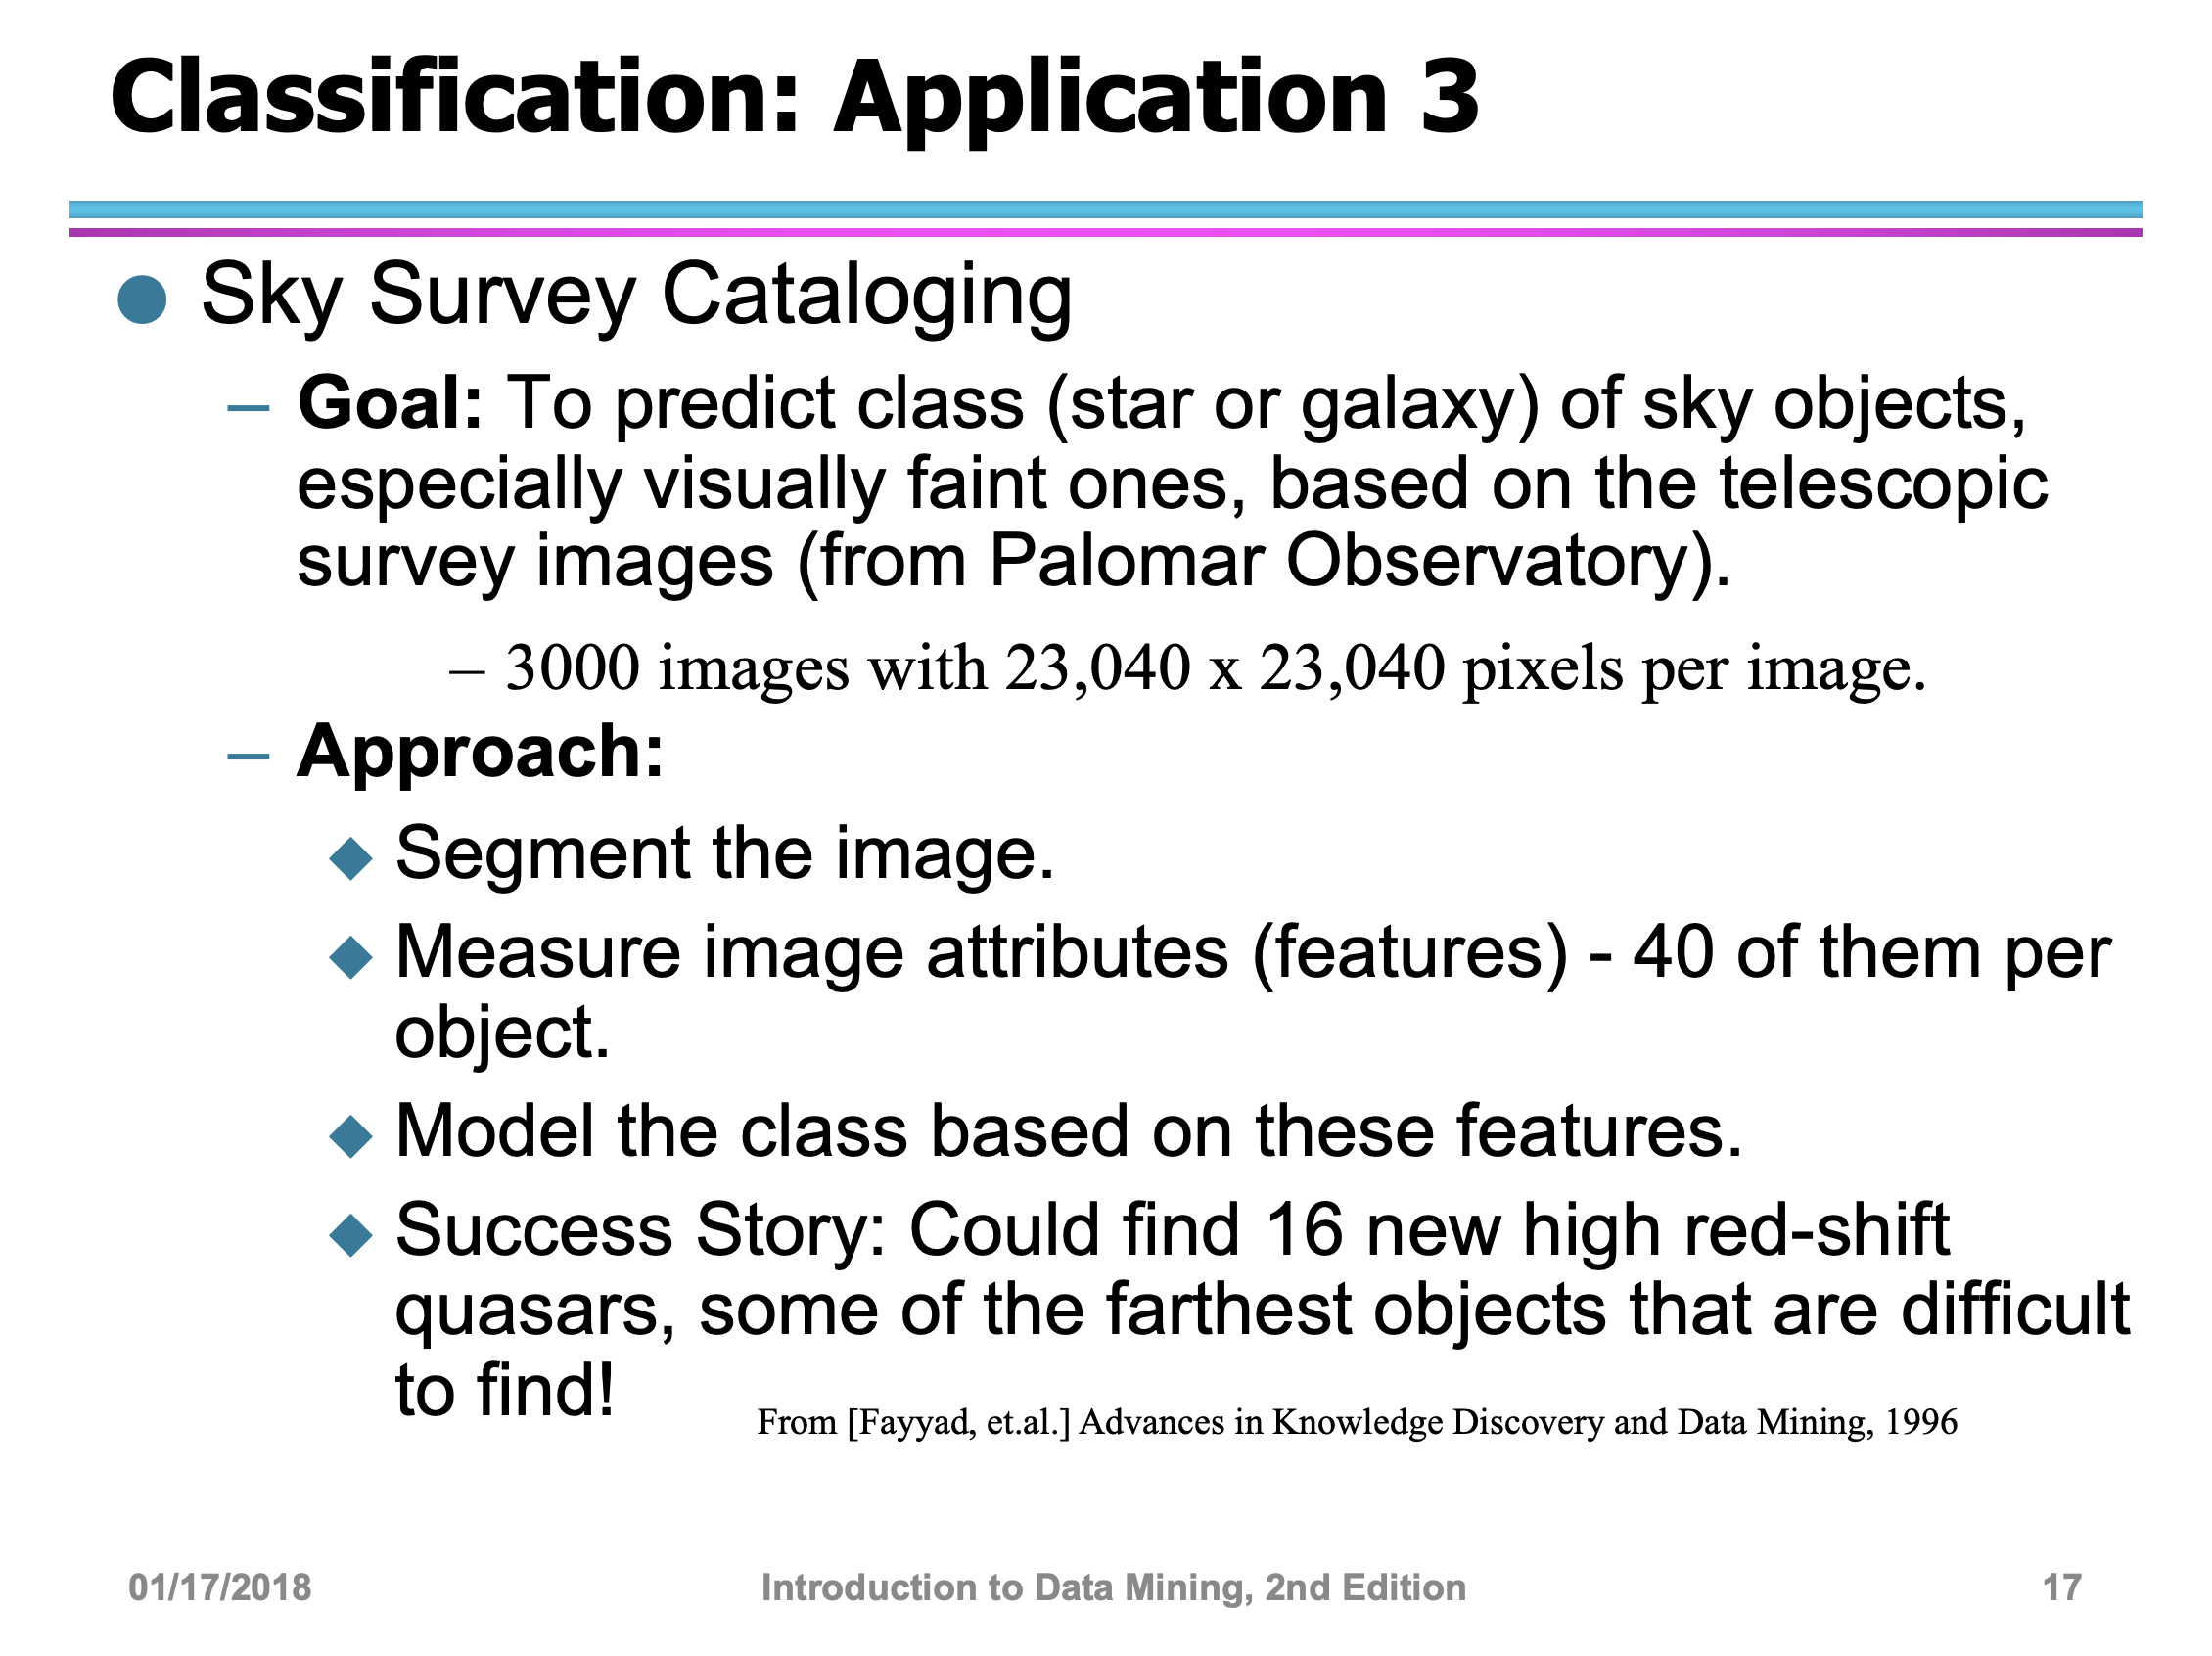 Classification: Application 3
Sky Survey Cataloging
– Goal: To predict class (star or galaxy) of sky objects,
especially visually faint ones, based on the telescopic
survey images (from Palomar Observatory).
– 3000 images with 23,040 x 23,040 pixels per image.
– Approach:
Segment the image.
Measure image attributes (features) - 40 of them per
object.
Model the class based on these features.
Success Story: Could find 16 new high red-shift
quasars, some of the farthest objects that are difficult
to find!
From [Fayyad, et.al.] Advances in Knowledge Discovery and Data Mining, 1996
01/17/2018 Introduction to Data Mining, 2nd Edition 17